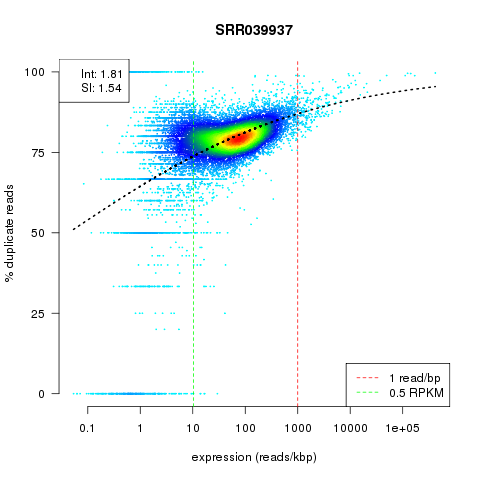 SRR039937
Int: 1.81
Sl: 1.54
% duplicate reads
100
75
50
25
0
1 read/bp
0.5 RPKM
0.1 1 10 100 1000 10000 1e+05
expression (reads/kbp)